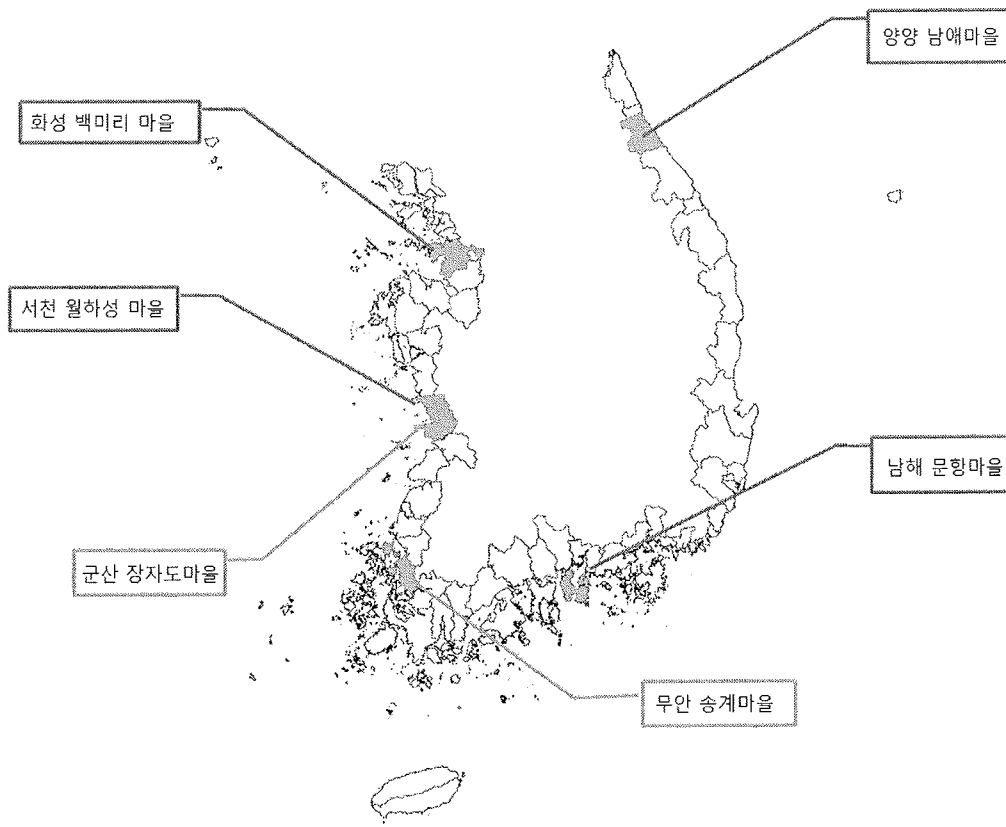 양양 남애마을
화성 백미리 마을
서천 월하성 마을
남해 문항마을
군산 장자도마을
무안 송계마을